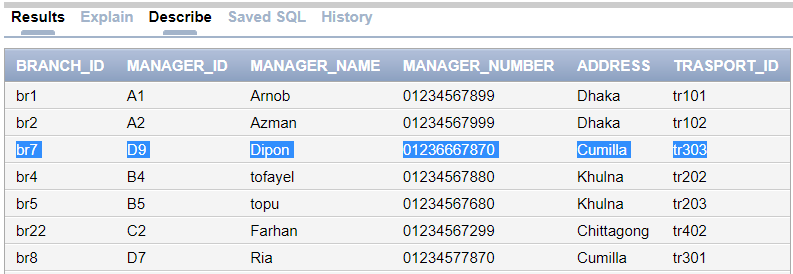 Results Explain Describe Saved SQL History
BRANCH_ID MANAGER_ID MANAGER_NAME MANAGER_NUMBER ADDRESS TRASPORT_ID
br1 A1 Arnob 01234567899 Dhaka tr101
br2 A2 Azman 01234567999 Dhaka tr102
br7 D9 Dipon 01236667870 Cumilla tr303
br4 B4 tofayel 01234567880 Khulna tr202
br5 B5 topu 01234567680 Khulna tr203
br22 C2 Farhan 01234567299 Chittagong tr402
br8 D7 Ria 01234577870 Cumilla tr301